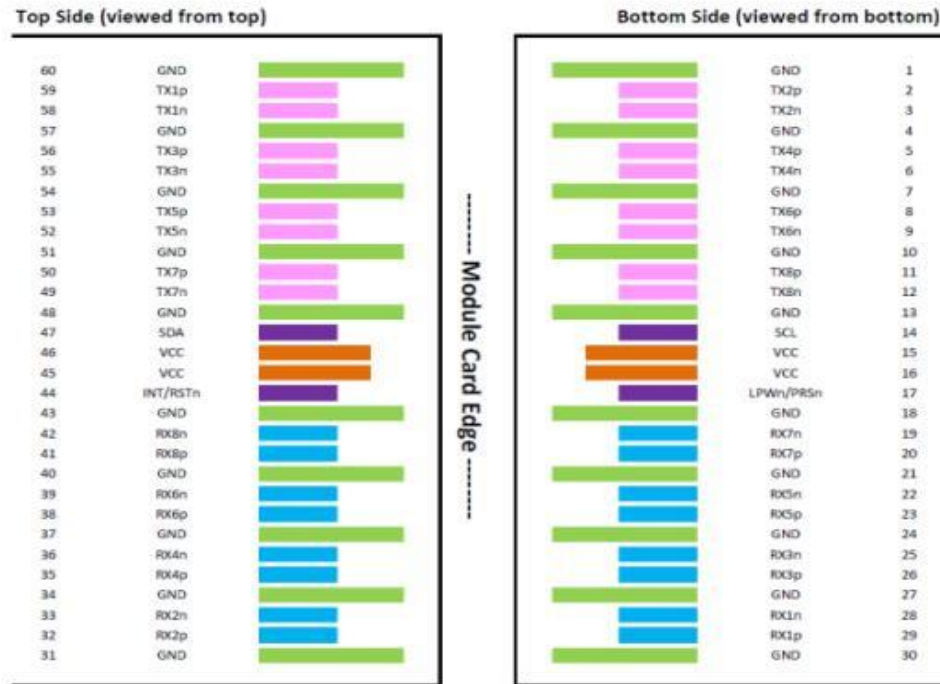 Top Side (viewed from top)
Bottom Side (viewed from bottom)
60 GND
59 TX1p
58 TX1n
57 GND
56 TX3p
55 TX3n
54 GND
53 TX5p
52 TX5n
51 GND
50 TX7p
49 TX7n
48 GND
47 SDA
46 VCC
45 VCC
44 INT/RSTn
43 GND
42 RX8n
41 RX8p
40 GND
39 RX6n
38 RX6p
37 GND
36 RX4n
35 RX4p
34 GND
33 RX2n
32 RX2p
31 GND
-------- Module Card Edge --------
GND 1
TX2p 2
TX2n 3
GND 4
TX4p 5
TX4n 6
GND 7
TX6p 8
TX6n 9
GND 10
TX8p 11
TX8n 12
GND 13
SCL 14
VCC 15
VCC 16
LPWn/PRSn 17
GND 18
RX7n 19
RX7p 20
GND 21
RX5n 22
RX5p 23
GND 24
RX3n 25
RX3p 26
GND 27
RX1n 28
RX1p 29
GND 30